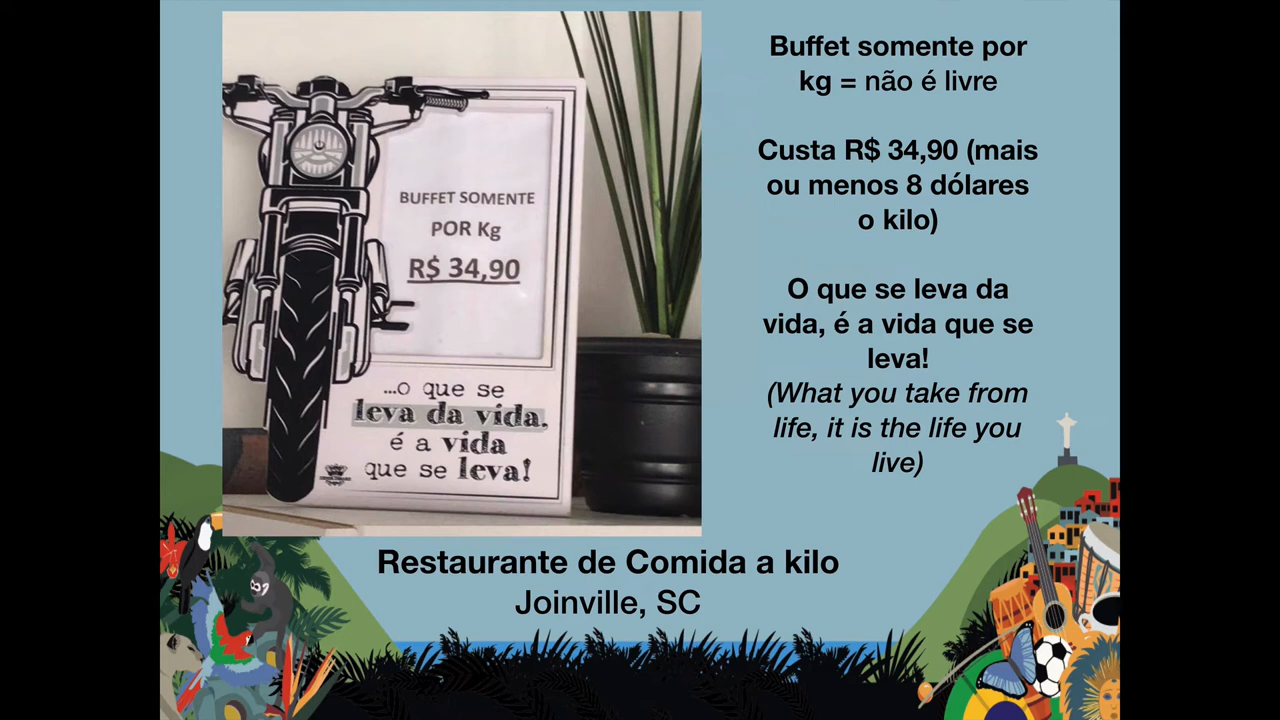 BUFFET SOMENTE
POR Kg
R$ 34,90
...o que se
leva da vida,
é a vida
que se leva!
Buffet somente por
kg = não é livre
Custa R$ 34,90 (mais
ou menos 8 dólares
o kilo)
O que se leva da
vida, é a vida que se
leva!
(What you take from
life, it is the life you
live)
Restaurante de Comida a kilo
Joinville, SC